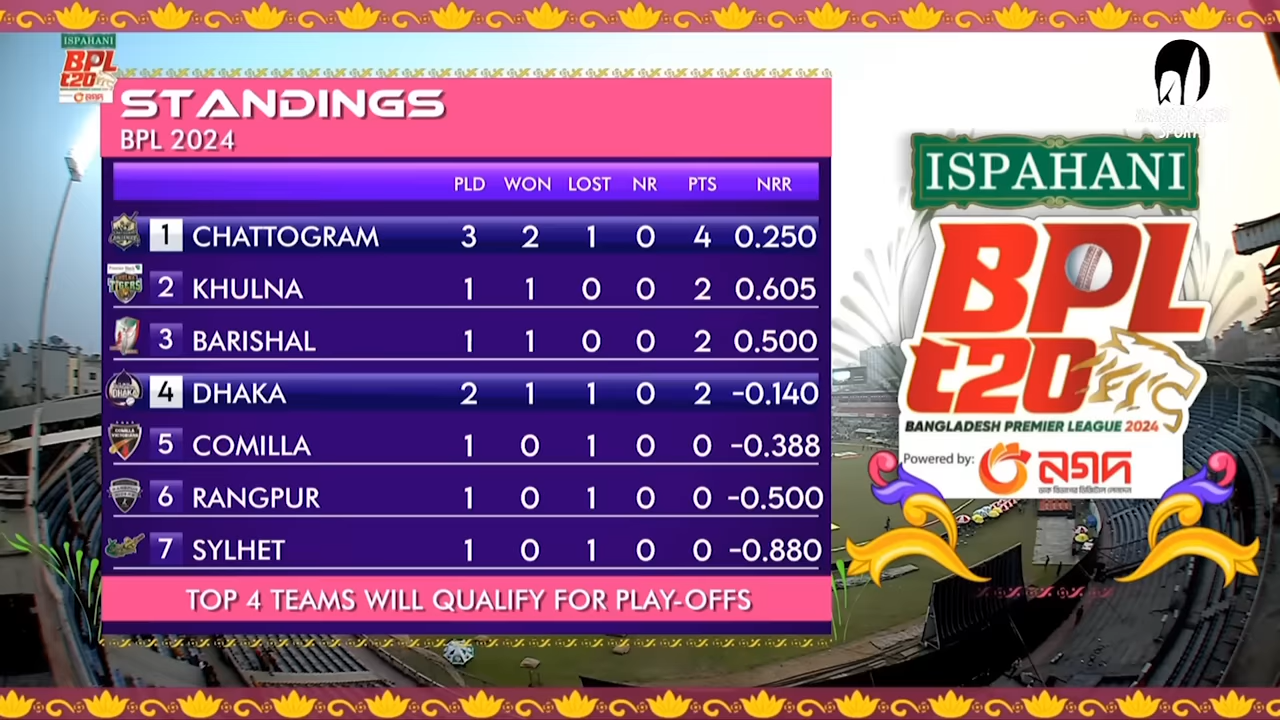 ISPAHANI
BPL
t20
নগদ
STANDINGS
BPL 2024
PLD WON LOST NR PTS NRR
1 CHATTOGRAM 3 2 1 0 4 0.250
2 KHULNA 1 1 0 0 2 0.605
3 BARISHAL 1 1 0 0 2 0.500
4 DHAKA 2 1 1 0 2 -0.140
5 COMILLA 1 0 1 0 0 -0.388
6 RANGPUR 1 0 1 0 0 -0.500
7 SYLHET 1 0 1 0 0 -0.880
TOP 4 TEAMS WILL QUALIFY FOR PLAY-OFFS
SPORTS
ISPAHANI
BPL
t20
BANGLADESH PREMIER LEAGUE 2024
Powered by:
নগদ